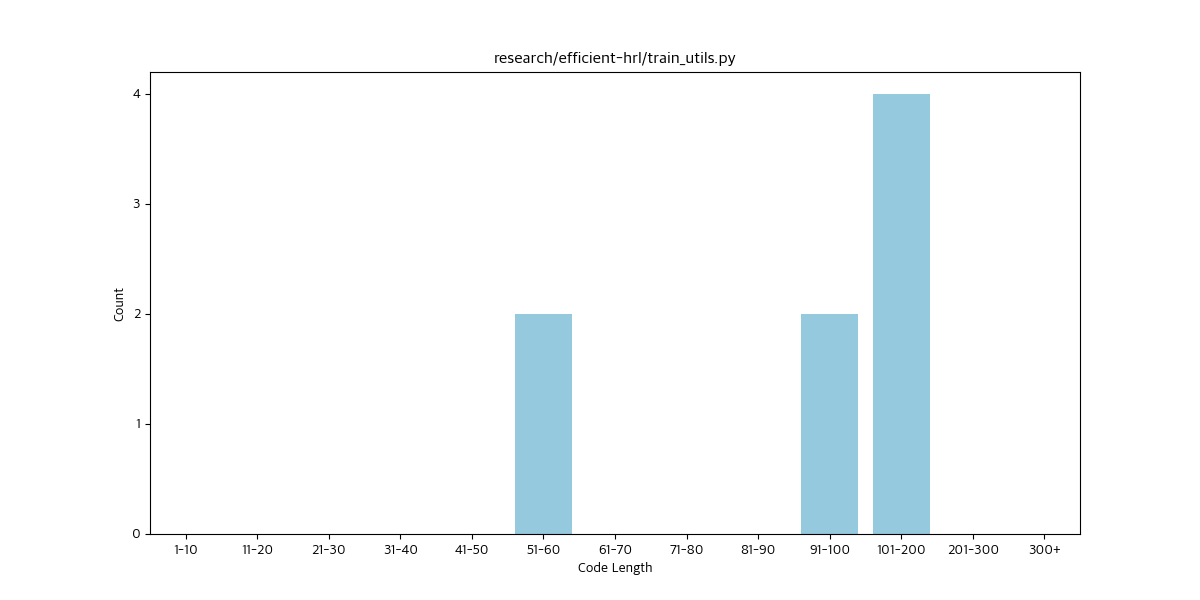 research/efficient-hrl/train_utils.py
4
3
2
1
0
Count
1-10 11-20 21-30 31-40 41-50 51-60 61-70 71-80 81-90 91-100 101-200 201-300 300+
Code Length